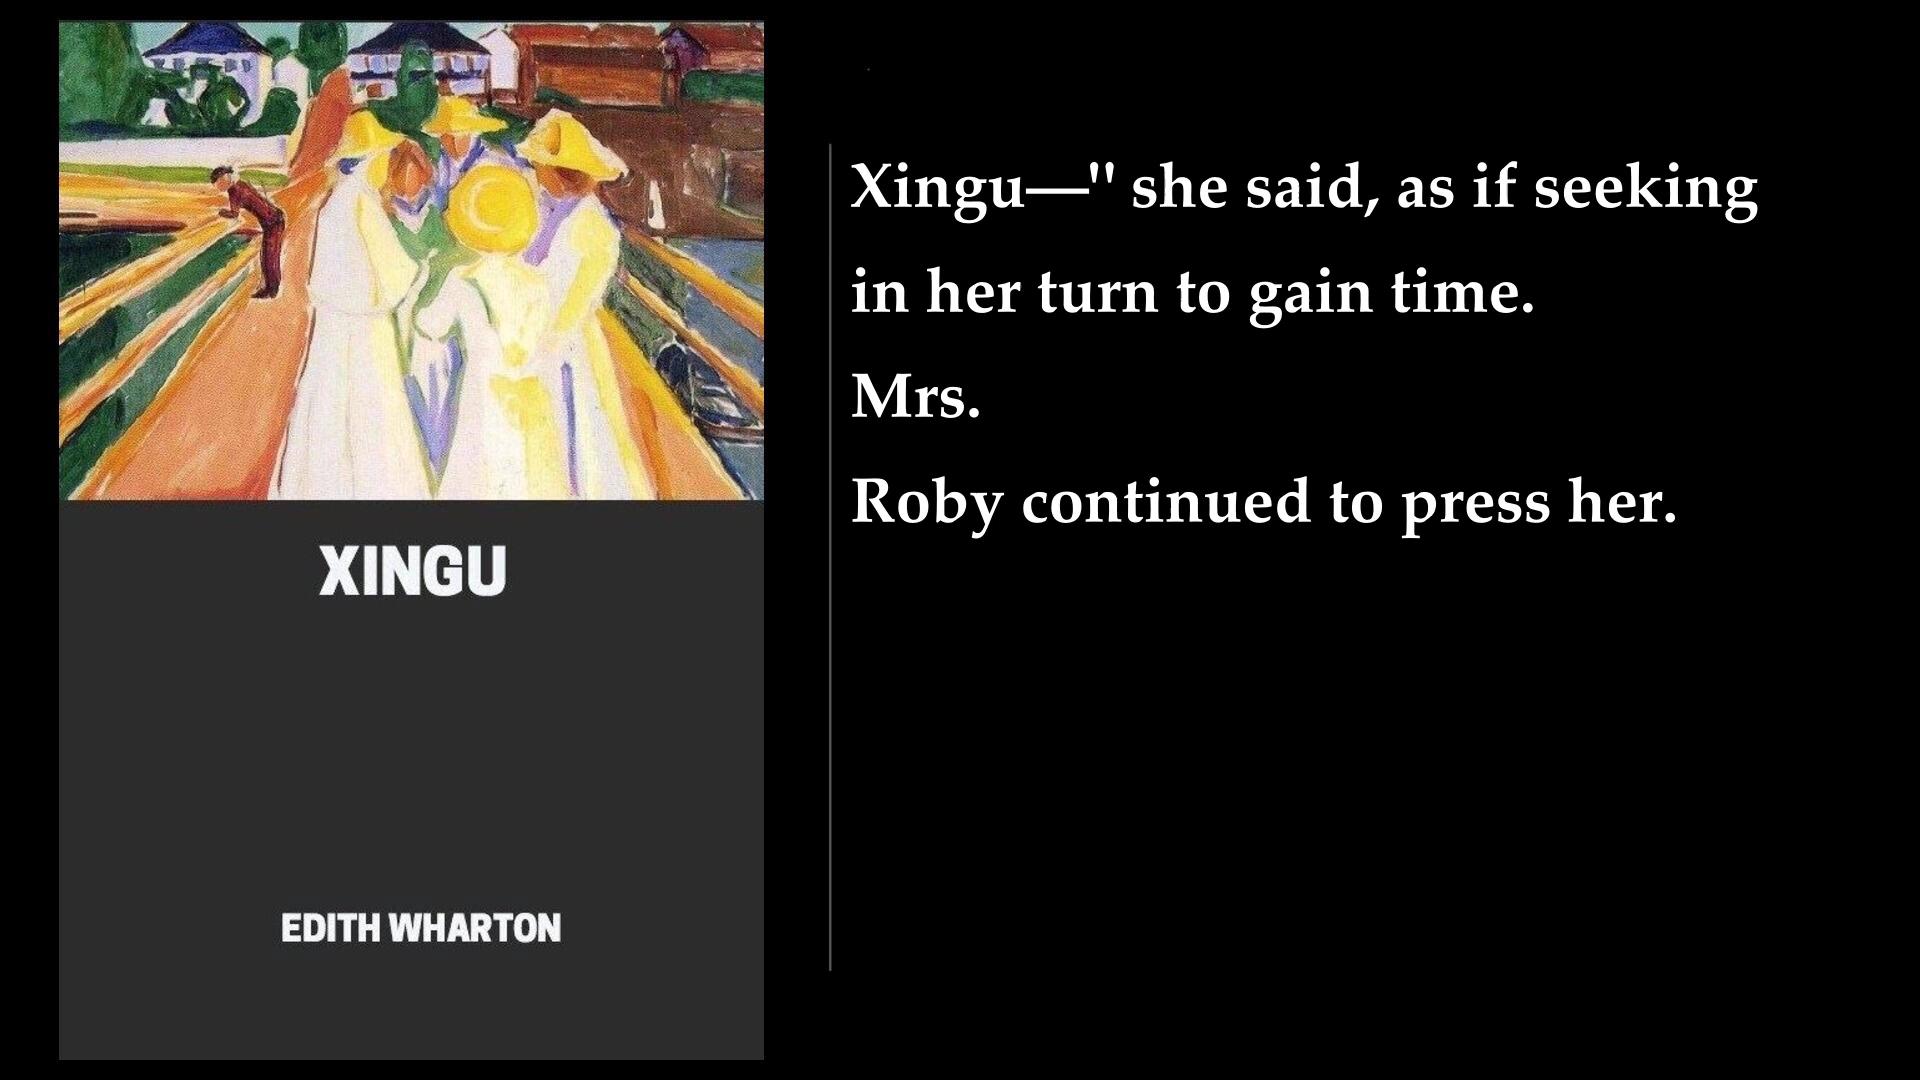 XINGU
EDITH WHARTON
Xingu—" she said, as if seeking
in her turn to gain time.
Mrs.
Roby continued to press her.